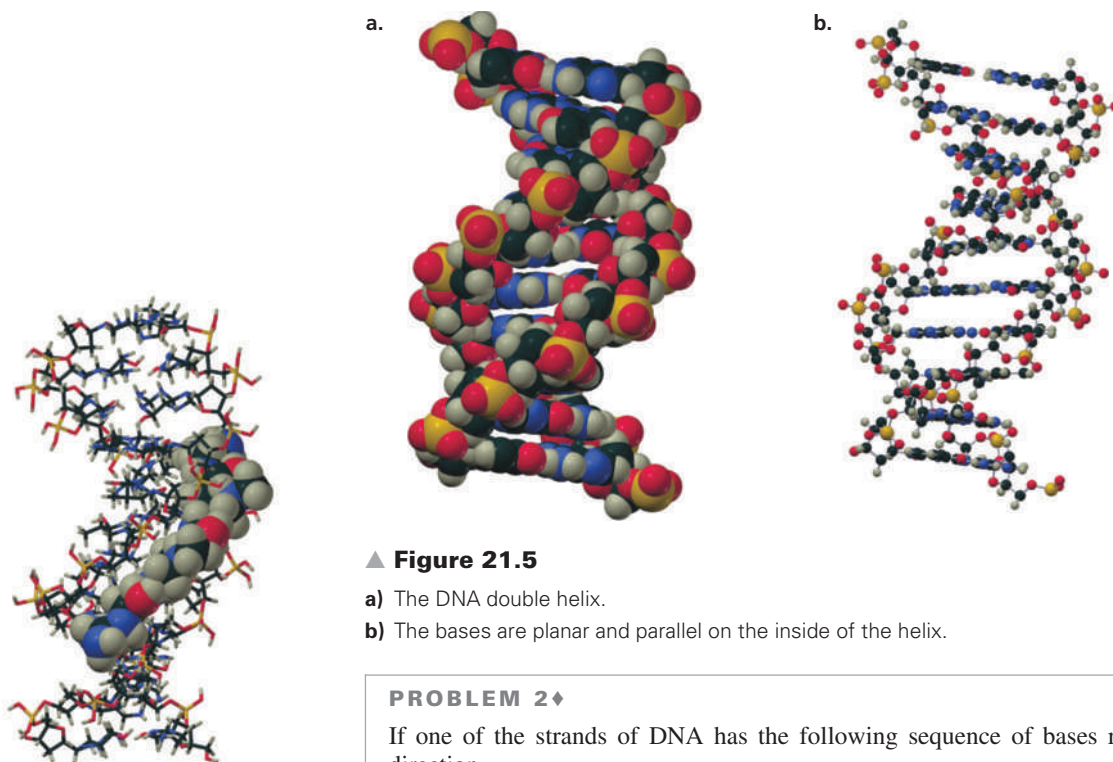 a.
b.
▲ Figure 21.5
a) The DNA double helix.
b) The bases are planar and parallel on the inside of the helix.
PROBLEM 2♦
If one of the strands of DNA has the following sequence of bases
direction